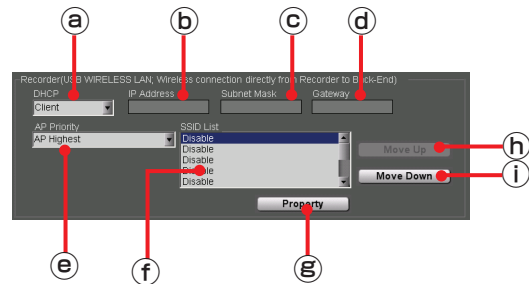 ⓐ ⓑ ⓒ ⓓ
Recorder(USB WIRELESS LAN; Wireless connection directly from Recorder to Back-End)
DHCP IP Address Subnet Mask Gateway
Client
AP Priority SSID List
AP Highest Disable
Disable
Disable
Disable
Disable
Move Up ⓗ
Move Down ⓘ
Property
ⓔ ⓕ ⓖ